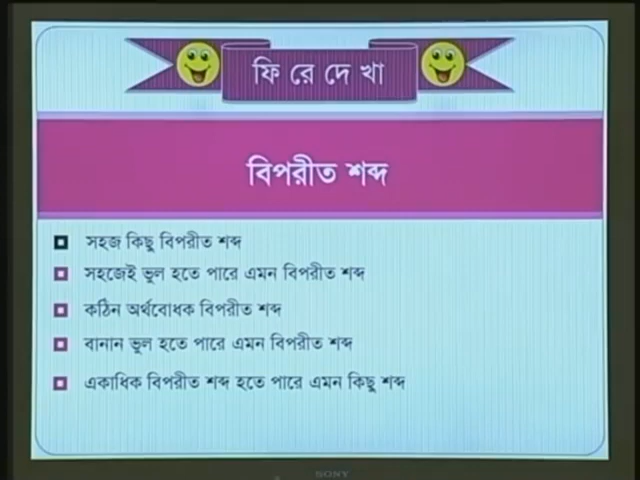 ফি রে দে খা
বিপরীত শব্দ
সহজ কিছু বিপরীত শব্দ
সহজেই ভুল হতে পারে এমন বিপরীত শব্দ
কঠিন অর্থবোধক বিপরীত শব্দ
বানান ভুল হতে পারে এমন বিপরীত শব্দ
একাধিক বিপরীত শব্দ হতে পারে এমন কিছু শব্দ
SONY